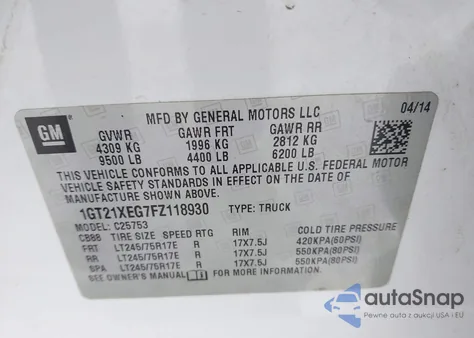 MFD BY GENERAL MOTORS LLC 04/14
GM
GVWR GAWR FRT GAWR RR
4309 KG 1996 KG 2812 KG
9500 LB 4400 LB 6200 LB
THIS VEHICLE CONFORMS TO ALL APPLICABLE U.S. FEDERAL MOTOR
VEHICLE SAFETY STANDARDS IN EFFECT ON THE DATE OF
MANUFACTURE SHOWN ABOVE.
1GT21XEG7FZ118930 TYPE: TRUCK
MODEL: C25753
C888 TIRE SIZE SPEED RTG RIM COLD TIRE PRESSURE
FRT LT245/75R17E R 17X7.5J 420KPA(60PSI)
RR LT245/75R17E R 17X7.5J 550KPA(80PSI)
SPA LT245/75R17E R 17X7.5J 550KPA(80PSI)
SEE OWNER'S MANUAL FOR ADDITIONAL INFORMATION.
autaSnap
Pewne auta z aukcji USA i EU